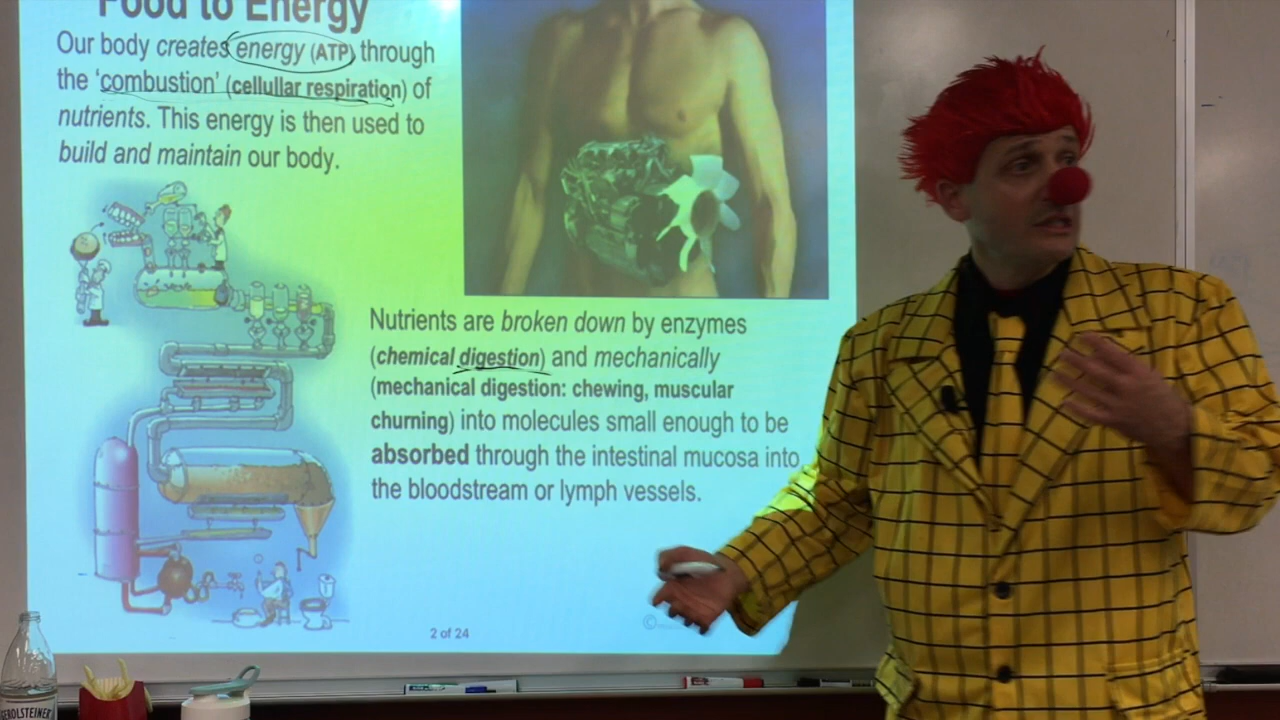 Food to Energy
Our body creates energy (ATP) through
the ‘combustion’ (cellular respiration) of
nutrients. This energy is then used to
build and maintain our body.
Nutrients are broken down by enzymes
(chemical digestion) and mechanically
(mechanical digestion: chewing, muscular
churning) into molecules small enough to be
absorbed through the intestinal mucosa into
the bloodstream or lymph vessels.
2 of 24
©
GEROLSTEINER